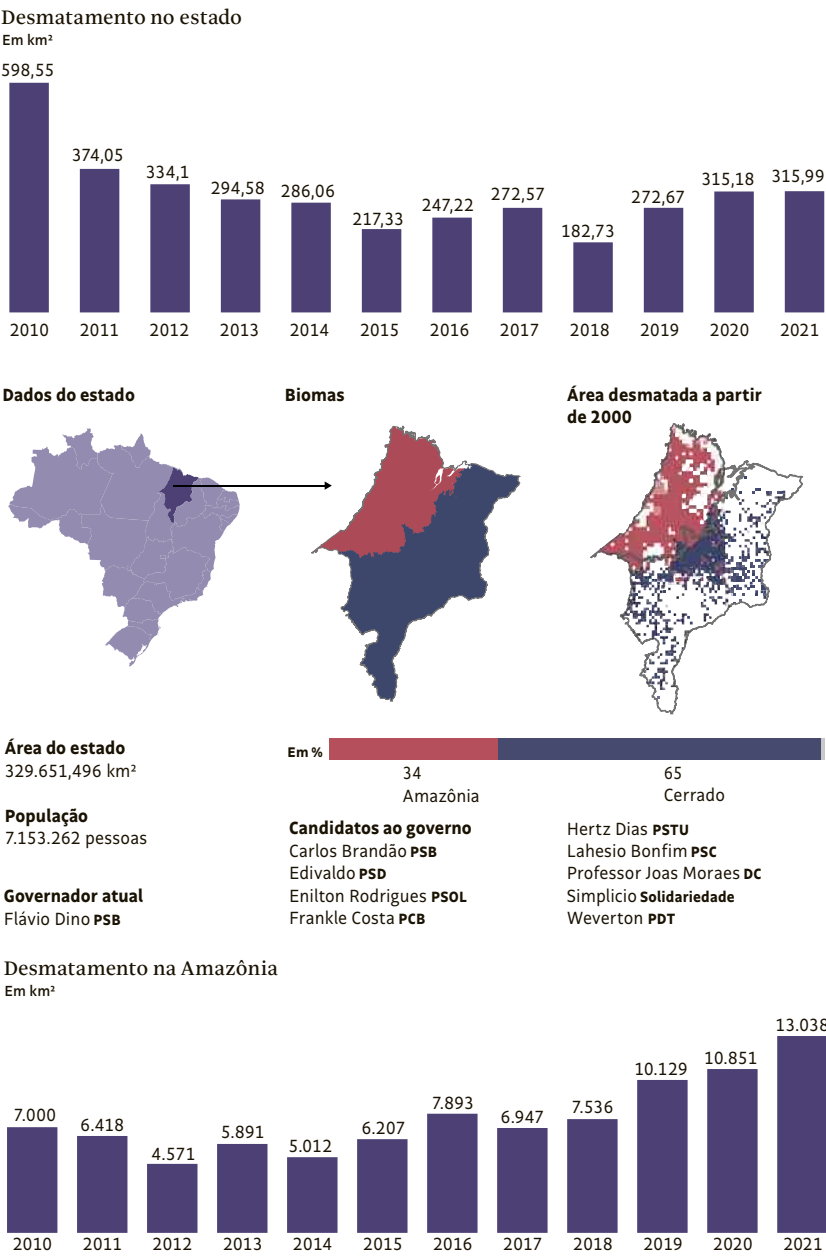 Desmatamento no estado
Em km²
598,55
374,05
334,1
294,58
286,06
217,33
247,22
272,57
182,73
272,67
315,18
315,99
2010 2011 2012 2013 2014 2015 2016 2017 2018 2019 2020 2021
Dados do estado
Biomas
Área desmatada a partir
de 2000
Área do estado
329.651,496 km²
População
7.153.262 pessoas
Governador atual
Flávio Dino PSB
Em %
34
Amazônia
65
Cerrado
Candidatos ao governo
Carlos Brandão PSB
Edivaldo PSD
Enilton Rodrigues PSOL
Frankle Costa PCB
Hertz Dias PSTU
Lahesio Bonfim PSC
Professor Joas Moraes DC
Simplicio Solidariedade
Weverton PDT
Desmatamento na Amazônia
Em km²
7.000
6.418
4.571
5.891
5.012
6.207
7.893
6.947
7.536
10.129
10.851
13.038
2010 2011 2012 2013 2014 2015 2016 2017 2018 2019 2020 2021